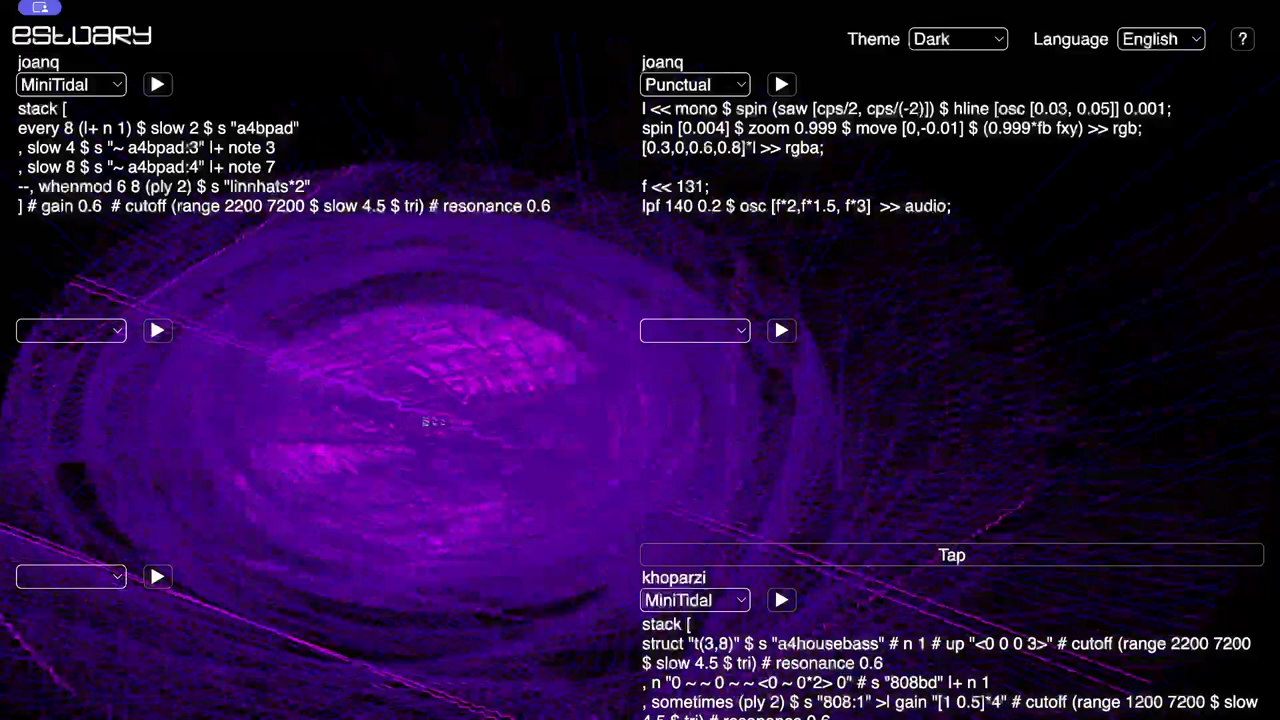 estuary
Theme Dark Language English ?
joanq
MiniTidal
stack [
every 8 (|+ n 1) $ slow 2 $ s "a4bpad"
, slow 4 $ s "~ a4bpad:3" |+ note 3
, slow 8 $ s "~ a4bpad:4" |+ note 7
--, whenmod 6 8 (ply 2) $ s "linnhats*2"
] # gain 0.6 # cutoff (range 2200 7200 $ slow 4.5 $ tri) # resonance 0.6
joanq
Punctual
l << mono $ spin (saw [cps/2, cps/(-2)]) $ hline [osc [0.03, 0.05]] 0.001;
spin [0.004] $ zoom 0.999 $ move [0,-0.01] $ (0.999*fb fxy) >> rgb;
[0.3,0,0.6,0.8]*l >> rgba;
f << 131;
lpf 140 0.2 $ osc [f*2,f*1.5, f*3] >> audio;
Tap
khoparzi
MiniTidal
stack [
struct "t(3,8)" $ s "a4housebass" # n 1 # up "<0 0 0 3>" # cutoff (range 2200 7200
$ slow 4.5 $ tri) # resonance 0.6
, n "0 ~ ~ 0 ~ ~ <0 ~ 0*2> 0" # s "808bd" |+ n 1
, sometimes (ply 2) $ s "808:1" >| gain "[1 0.5]*4" # cutoff (range 1200 7200 $ slow
4.5 $ tri) # resonance 0.6